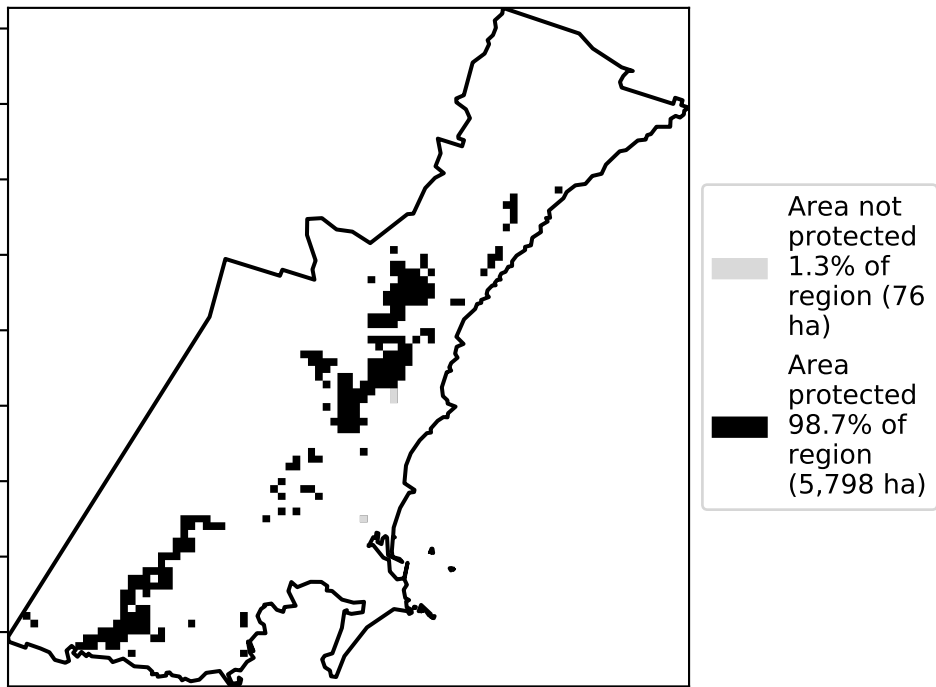 Area not
protected
1.3% of
region (76
ha)
Area
protected
98.7% of
region
(5,798 ha)